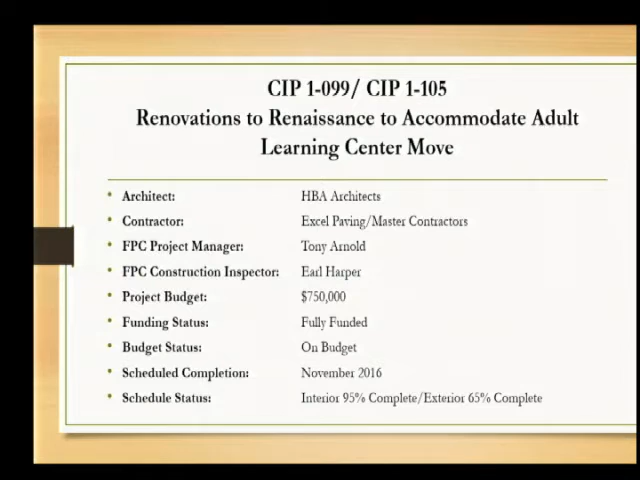 CIP 1-099/ CIP 1-105
Renovations to Renaissance to Accommodate Adult
Learning Center Move
• Architect: HBA Architects
• Contractor: Excel Paving/Master Contractors
• FPC Project Manager: Tony Arnold
• FPC Construction Inspector: Earl Harper
• Project Budget: $750,000
• Funding Status: Fully Funded
• Budget Status: On Budget
• Scheduled Completion: November 2016
• Schedule Status: Interior 95% Complete/Exterior 65% Complete